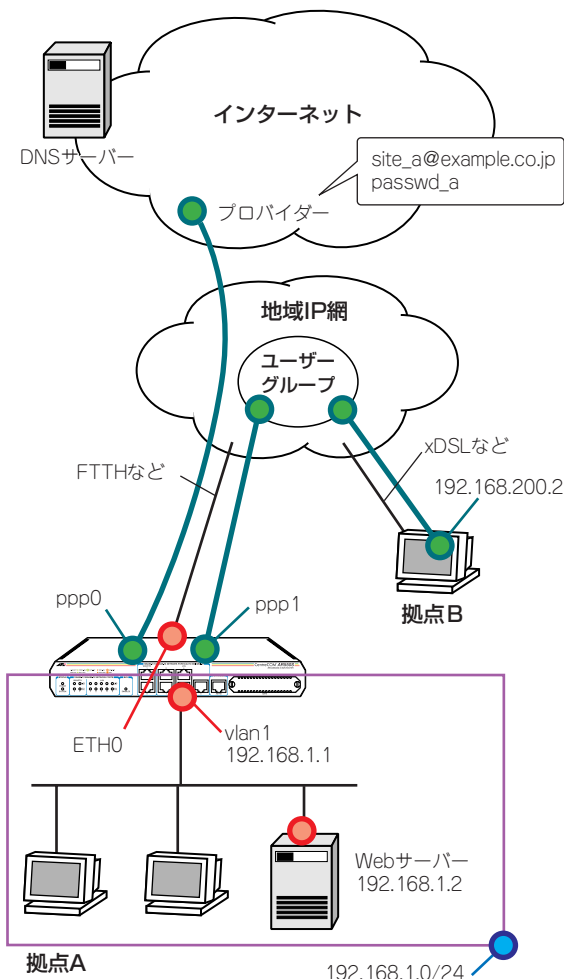 インターネット
DNSサーバー
site_a@example.co.jp
passwd_a
プロバイダー
地域IP網
ユーザー
グループ
FTTHなど
xDSLなど
192.168.200.2
拠点B
ppp0
ppp1
ETH0
vlan1
192.168.1.1
Webサーバー
192.168.1.2
拠点A
192.168.1.0/24